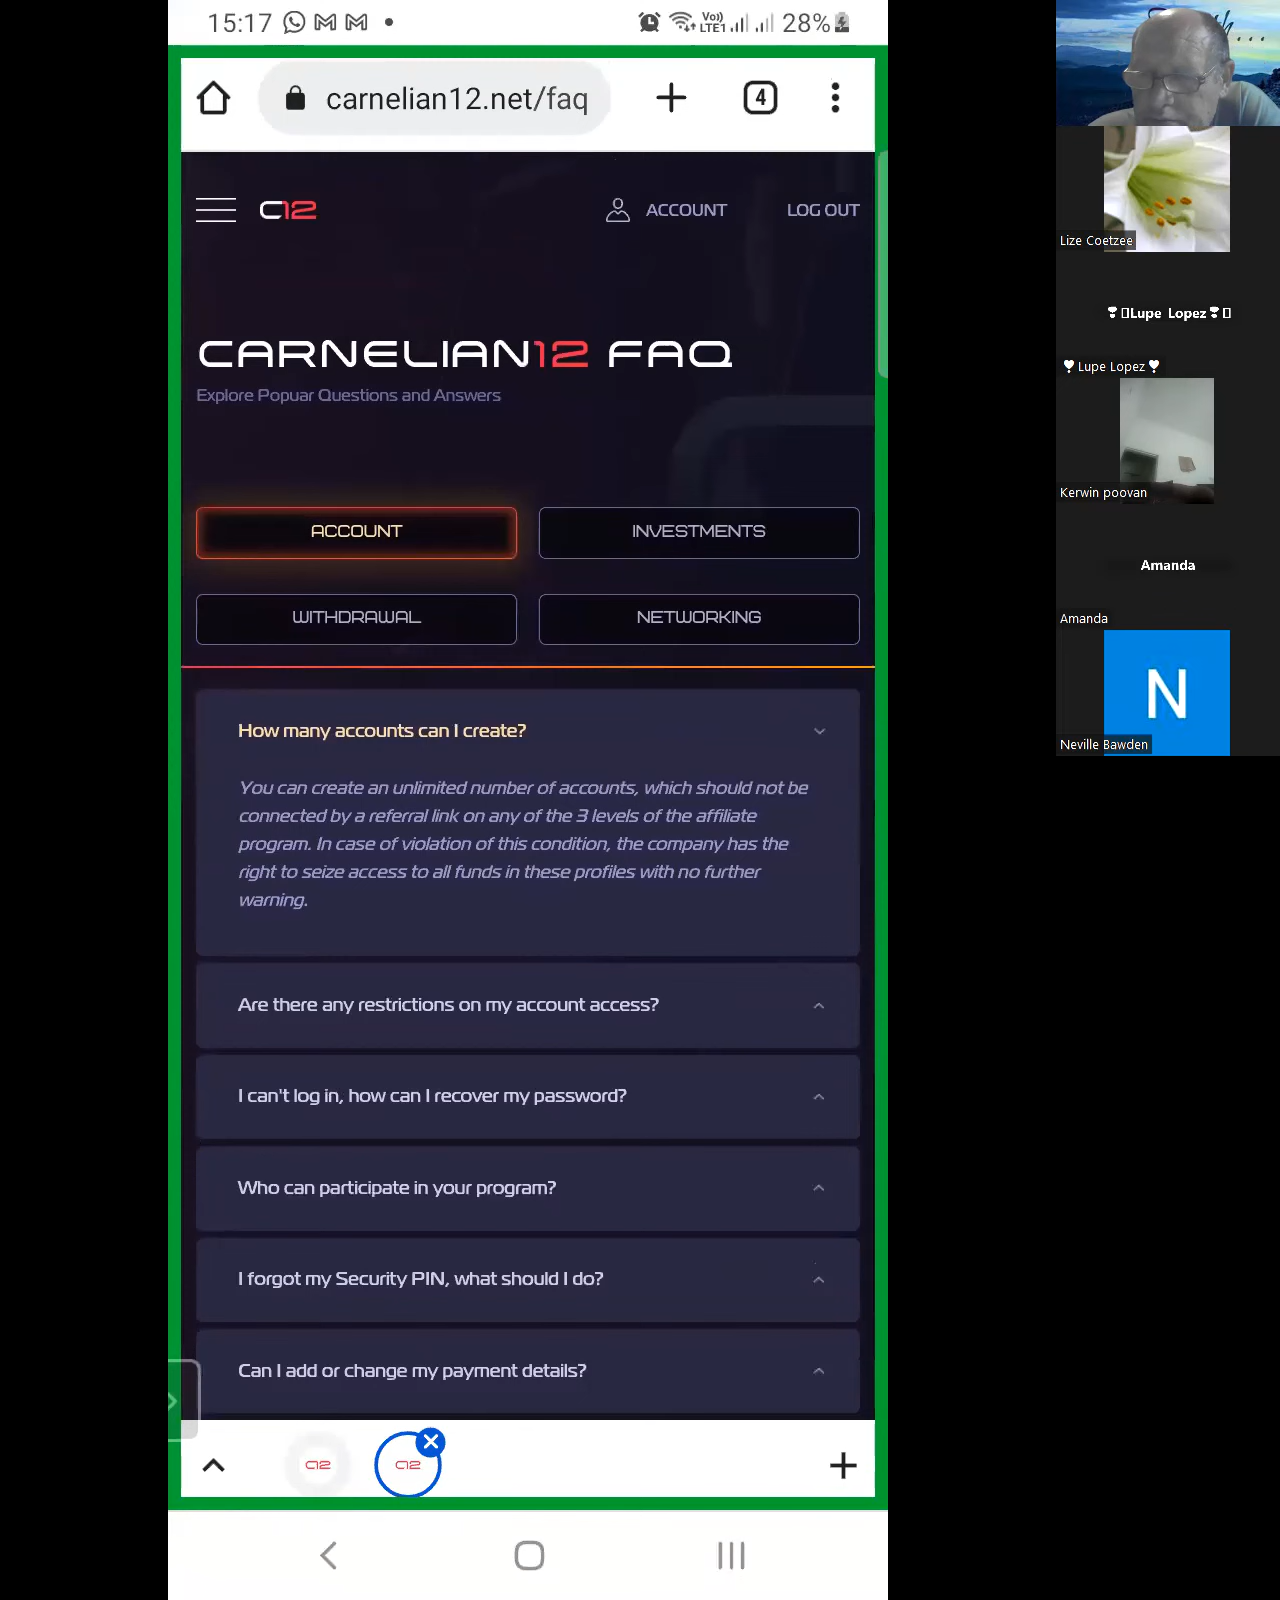 15:17
VoI)
LTE1
28%
carnelian12.net/faq
4
C12
ACCOUNT
LOG OUT
CARNELIAN12 FAQ
Explore Popuar Questions and Answers
ACCOUNT
INVESTMENTS
WITHDRAWAL
NETWORKING
How many accounts can I create?
You can create an unlimited number of accounts, which should not be
connected by a referral link on any of the 3 levels of the affiliate
program. In case of violation of this condition, the company has the
right to seize access to all funds in these profiles with no further
warning.
Are there any restrictions on my account access?
I can't log in, how can I recover my password?
Who can participate in your program?
I forgot my Security PIN, what should I do?
Can I add or change my payment details?
C12
C12
Lize Coetzee
❣Lupe Lopez❣
♥ Lupe Lopez ♥
Kerwin poovan
Amanda
Amanda
N
Neville Bawden